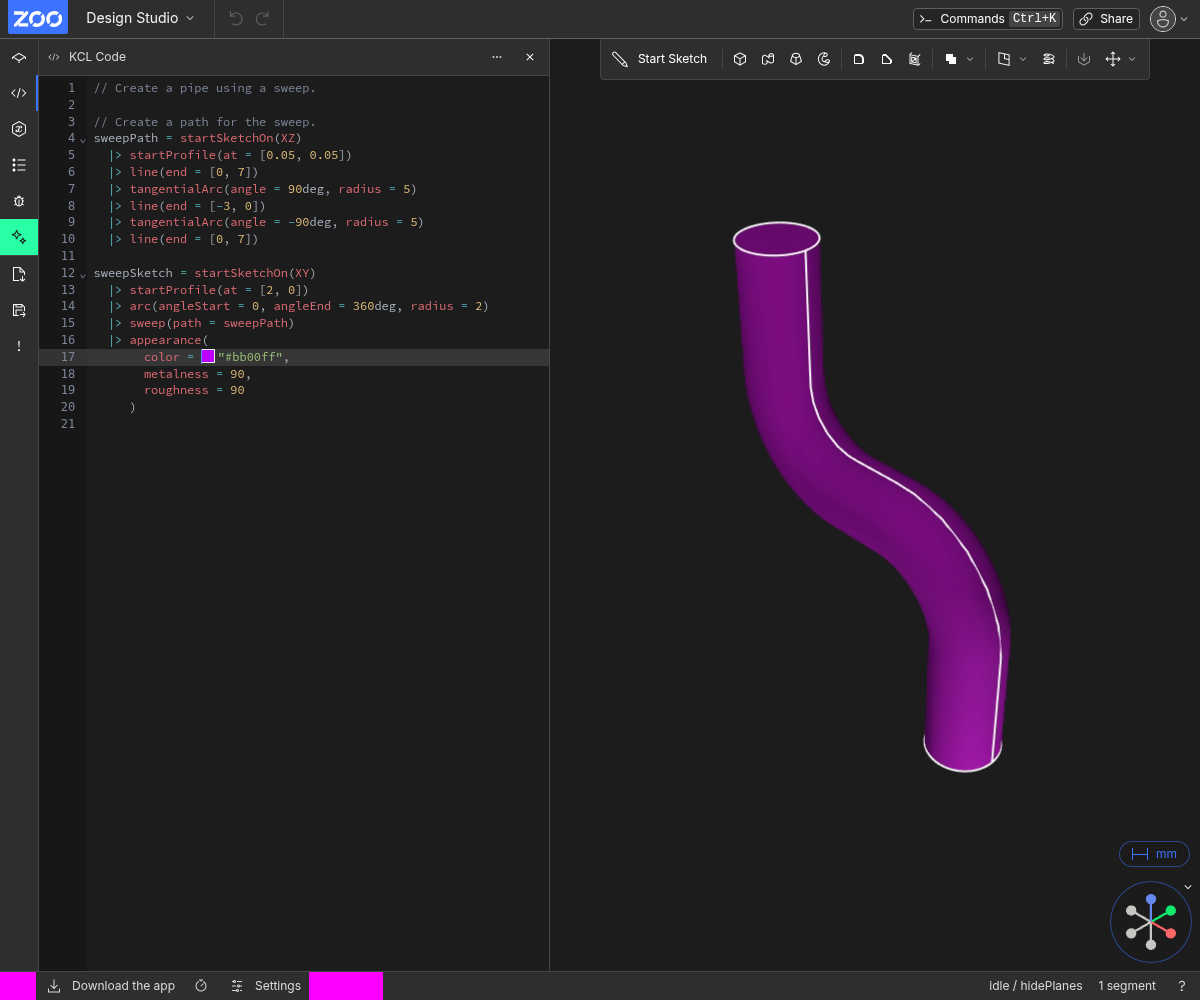 ZOO Design Studio Commands Ctrl+K Share
KCL Code Start Sketch
1 // Create a pipe using a sweep.
2
3 // Create a path for the sweep.
4 sweepPath = startSketchOn(XZ)
5 |> startProfile(at = [0.05, 0.05])
6 |> line(end = [0, 7])
7 |> tangentialArc(angle = 90deg, radius = 5)
8 |> line(end = [-3, 0])
9 |> tangentialArc(angle = -90deg, radius = 5)
10 |> line(end = [0, 7])
11
12 sweepSketch = startSketchOn(XY)
13 |> startProfile(at = [2, 0])
14 |> arc(angleStart = 0, angleEnd = 360deg, radius = 2)
15 |> sweep(path = sweepPath)
16 |> appearance(
17 color = "#bb00ff",
18 metalness = 90,
19 roughness = 90
20 )
21
mm
Download the app Settings idle / hidePlanes 1 segment ?